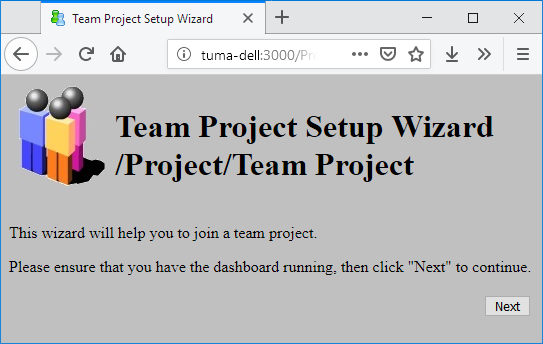 Team Project Setup Wizard
tuma-dell:3000/Pro
Team Project Setup Wizard
/Project/Team Project
This wizard will help you to join a team project.
Please ensure that you have the dashboard running, then click "Next" to continue.
Next